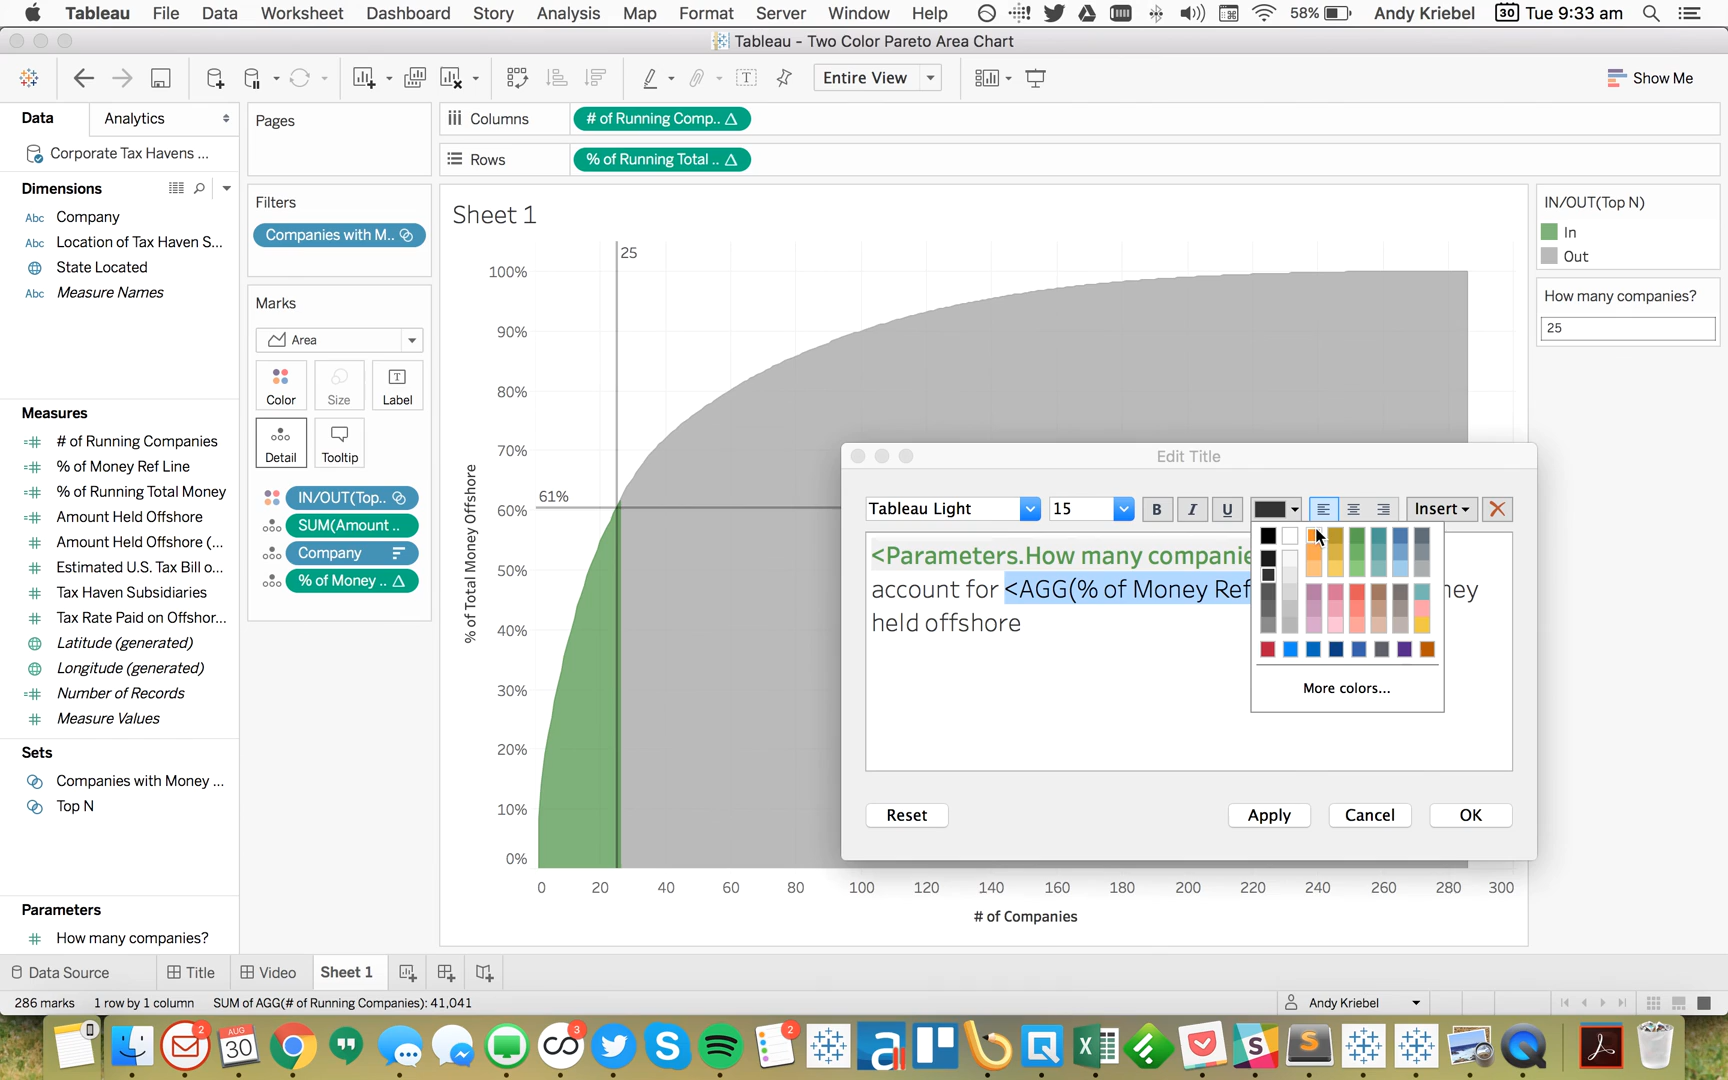 Tableau File Data Worksheet Dashboard Story Analysis Map Format Server Window Help 58% Andy Kriebel 30 Tue 9:33 am
Tableau - Two Color Pareto Area Chart
Entire View Show Me
Data Analytics
Corporate Tax Havens ...
Dimensions
Abc Company
Abc Location of Tax Haven S...
State Located
Abc Measure Names
Measures
# of Running Companies
% of Money Ref Line
% of Running Total Money
Amount Held Offshore
Amount Held Offshore (...
Estimated U.S. Tax Bill o...
Tax Haven Subsidiaries
Tax Rate Paid on Offshor...
Latitude (generated)
Longitude (generated)
Number of Records
Measure Values
Sets
Companies with Money ...
Top N
Parameters
How many companies?
Pages
Filters
Companies with M..
Marks
Area
Color Size Label
Detail Tooltip
IN/OUT(Top..
SUM(Amount ..
Company
% of Money ..
Columns # of Running Comp..
Rows % of Running Total ..
Sheet 1
25
61%
% of Total Money Offshore
100%
90%
80%
70%
60%
50%
40%
30%
20%
10%
0%
0 20 40 60 80 100 120 140 160 180 200 220 240 260 280 300
# of Companies
IN/OUT(Top N)
In
Out
How many companies?
25
Edit Title
Tableau Light 15 B I U Insert
<Parameters.How many companie
account for <AGG(% of Money Ref ney
held offshore
More colors...
Reset Apply Cancel OK
Data Source Title Video Sheet 1
286 marks 1 row by 1 column SUM of AGG(# of Running Companies): 41,041 Andy Kriebel
2 AUG 30 3 2